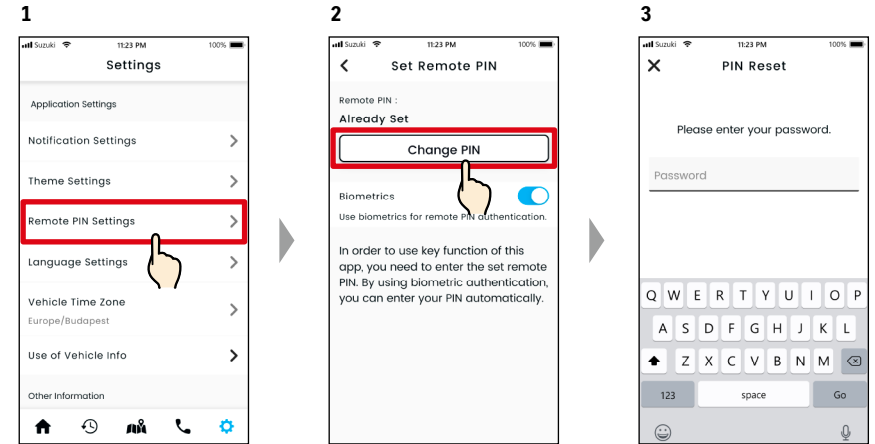 1
Suzuki 11:23 PM 100%
Settings
Application Settings
Notification Settings
Theme Settings
Remote PIN Settings
Language Settings
Vehicle Time Zone
Europe/Budapest
Use of Vehicle Info
Other Information
2
Suzuki 11:23 PM 100%
Set Remote PIN
Remote PIN :
Already Set
Change PIN
Biometrics
Use biometrics for remote PIN authentication.
In order to use key function of this
app, you need to enter the set remote
PIN. By using biometric authentication,
you can enter your PIN automatically.
3
Suzuki 11:23 PM 100%
PIN Reset
Please enter your password.
Password
Q W E R T Y U I O P
A S D F G H J K L
Z X C V B N M
123 space Go